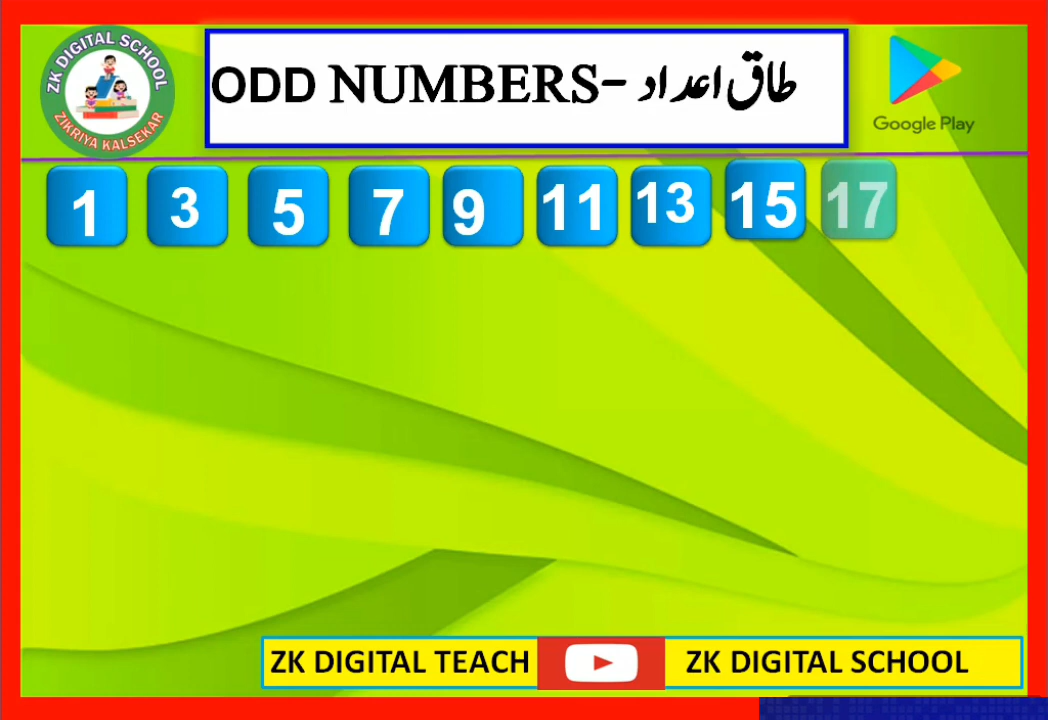 ZK DIGITAL SCHOOL
ZIKRIYA KALSEKAR
ODD NUMBERS- طاق اعداد
Google Play
1 3 5 7 9 11 13 15 17
ZK DIGITAL TEACH
ZK DIGITAL SCHOOL